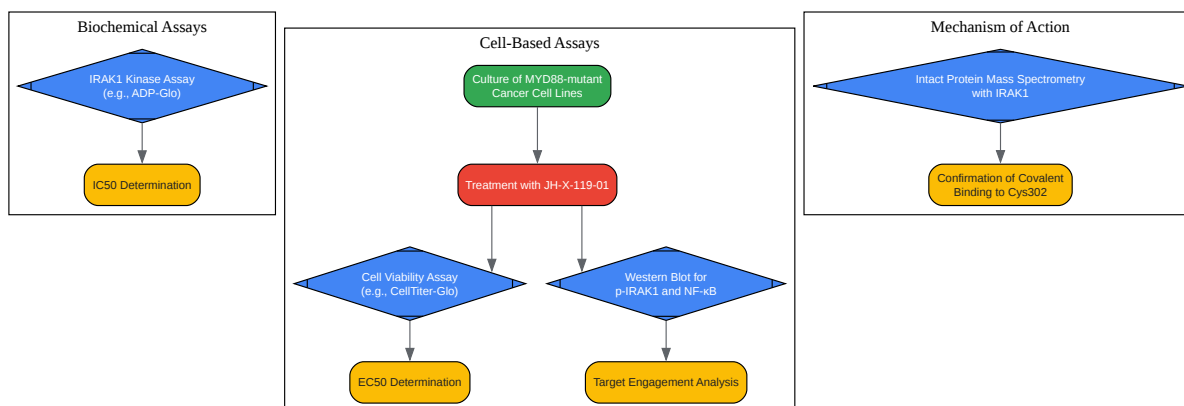 Biochemical Assays
IRAK1 Kinase Assay
(e.g., ADP-Glo)
IC50 Determination
Cell-Based Assays
Culture of MYD88-mutant
Cancer Cell Lines
Treatment with JH-X-119-01
Cell Viability Assay
(e.g., CellTiter-Glo)
Western Blot for
p-IRAK1 and NF-κB
EC50 Determination
Target Engagement Analysis
Mechanism of Action
Intact Protein Mass Spectrometry
with IRAK1
Confirmation of Covalent
Binding to Cys302